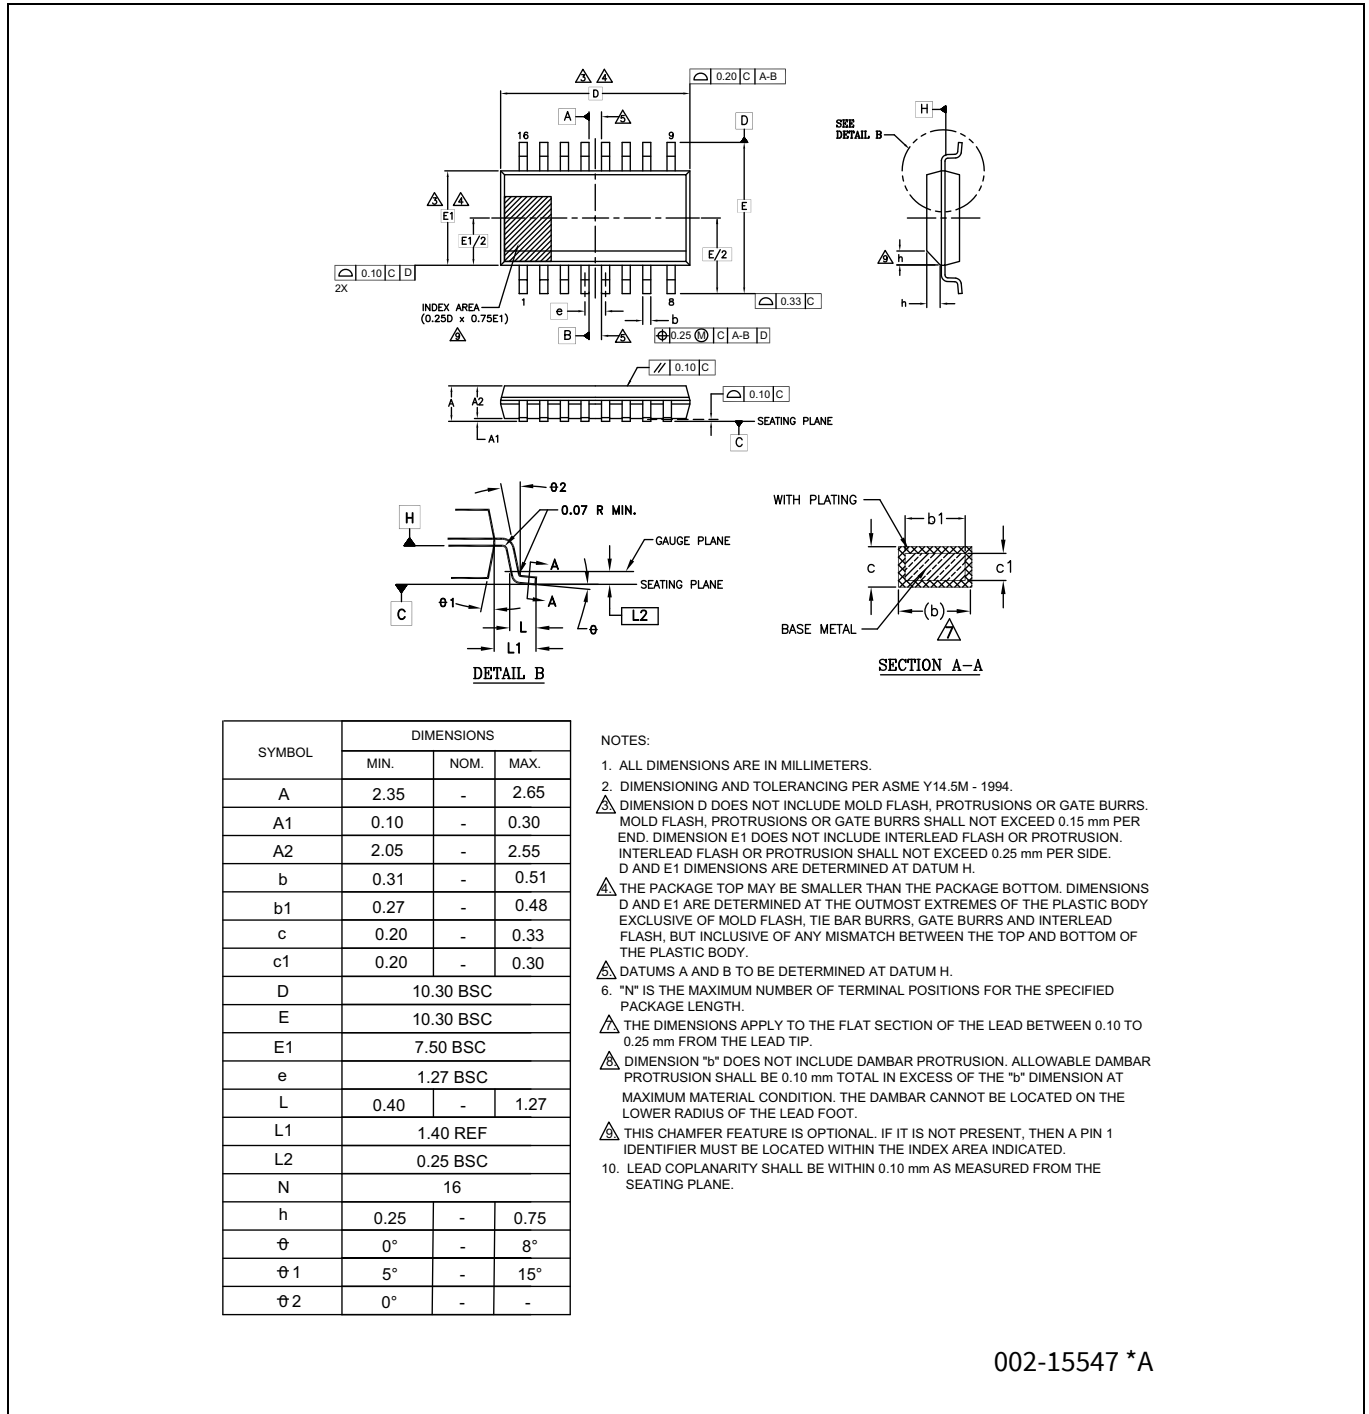 3 4
D
0.20 C A-B
A
5
D
16
9
3 4
E1
E1/2
E
E/2
0.10 C D
2X
INDEX AREA
(0.25D x 0.75E1)
9
1
8
e
b
B
5
0.33 C
0.25 M C A-B D
H
SEE
DETAIL B
9
h
h
// 0.10 C
A
A2
A1
0.10 C
SEATING PLANE
C
θ2
0.07 R MIN.
H
GAUGE PLANE
A
SEATING PLANE
C
θ1
A
L2
L
θ
L1
DETAIL B
WITH PLATING
b1
c
c1
(b)
BASE METAL
7
SECTION A-A
SYMBOL
DIMENSIONS
MIN. NOM. MAX.
A 2.35 - 2.65
A1 0.10 - 0.30
A2 2.05 - 2.55
b 0.31 - 0.51
b1 0.27 - 0.48
c 0.20 - 0.33
c1 0.20 - 0.30
D 10.30 BSC
E 10.30 BSC
E1 7.50 BSC
e 1.27 BSC
L 0.40 - 1.27
L1 1.40 REF
L2 0.25 BSC
N 16
h 0.25 - 0.75
θ 0° - 8°
θ 1 5° - 15°
θ 2 0° - -
NOTES:
1. ALL DIMENSIONS ARE IN MILLIMETERS.
2. DIMENSIONING AND TOLERANCING PER ASME Y14.5M - 1994.
3. DIMENSION D DOES NOT INCLUDE MOLD FLASH, PROTRUSIONS OR GATE BURRS.
MOLD FLASH, PROTRUSIONS OR GATE BURRS SHALL NOT EXCEED 0.15 mm PER
END. DIMENSION E1 DOES NOT INCLUDE INTERLEAD FLASH OR PROTRUSION.
INTERLEAD FLASH OR PROTRUSION SHALL NOT EXCEED 0.25 mm PER SIDE.
D AND E1 DIMENSIONS ARE DETERMINED AT DATUM H.
4. THE PACKAGE TOP MAY BE SMALLER THAN THE PACKAGE BOTTOM. DIMENSIONS
D AND E1 ARE DETERMINED AT THE OUTMOST EXTREMES OF THE PLASTIC BODY
EXCLUSIVE OF MOLD FLASH, TIE BAR BURRS, GATE BURRS AND INTERLEAD
FLASH, BUT INCLUSIVE OF ANY MISMATCH BETWEEN THE TOP AND BOTTOM OF
THE PLASTIC BODY.
5. DATUMS A AND B TO BE DETERMINED AT DATUM H.
6. "N" IS THE MAXIMUM NUMBER OF TERMINAL POSITIONS FOR THE SPECIFIED
PACKAGE LENGTH.
7. THE DIMENSIONS APPLY TO THE FLAT SECTION OF THE LEAD BETWEEN 0.10 TO
0.25 mm FROM THE LEAD TIP.
8. DIMENSION "b" DOES NOT INCLUDE DAMBAR PROTRUSION. ALLOWABLE DAMBAR
PROTRUSION SHALL BE 0.10 mm TOTAL IN EXCESS OF THE "b" DIMENSION AT
MAXIMUM MATERIAL CONDITION. THE DAMBAR CANNOT BE LOCATED ON THE
LOWER RADIUS OF THE LEAD FOOT.
9. THIS CHAMFER FEATURE IS OPTIONAL. IF IT IS NOT PRESENT, THEN A PIN 1
IDENTIFIER MUST BE LOCATED WITHIN THE INDEX AREA INDICATED.
10. LEAD COPLANARITY SHALL BE WITHIN 0.10 mm AS MEASURED FROM THE
SEATING PLANE.
002-15547 *A